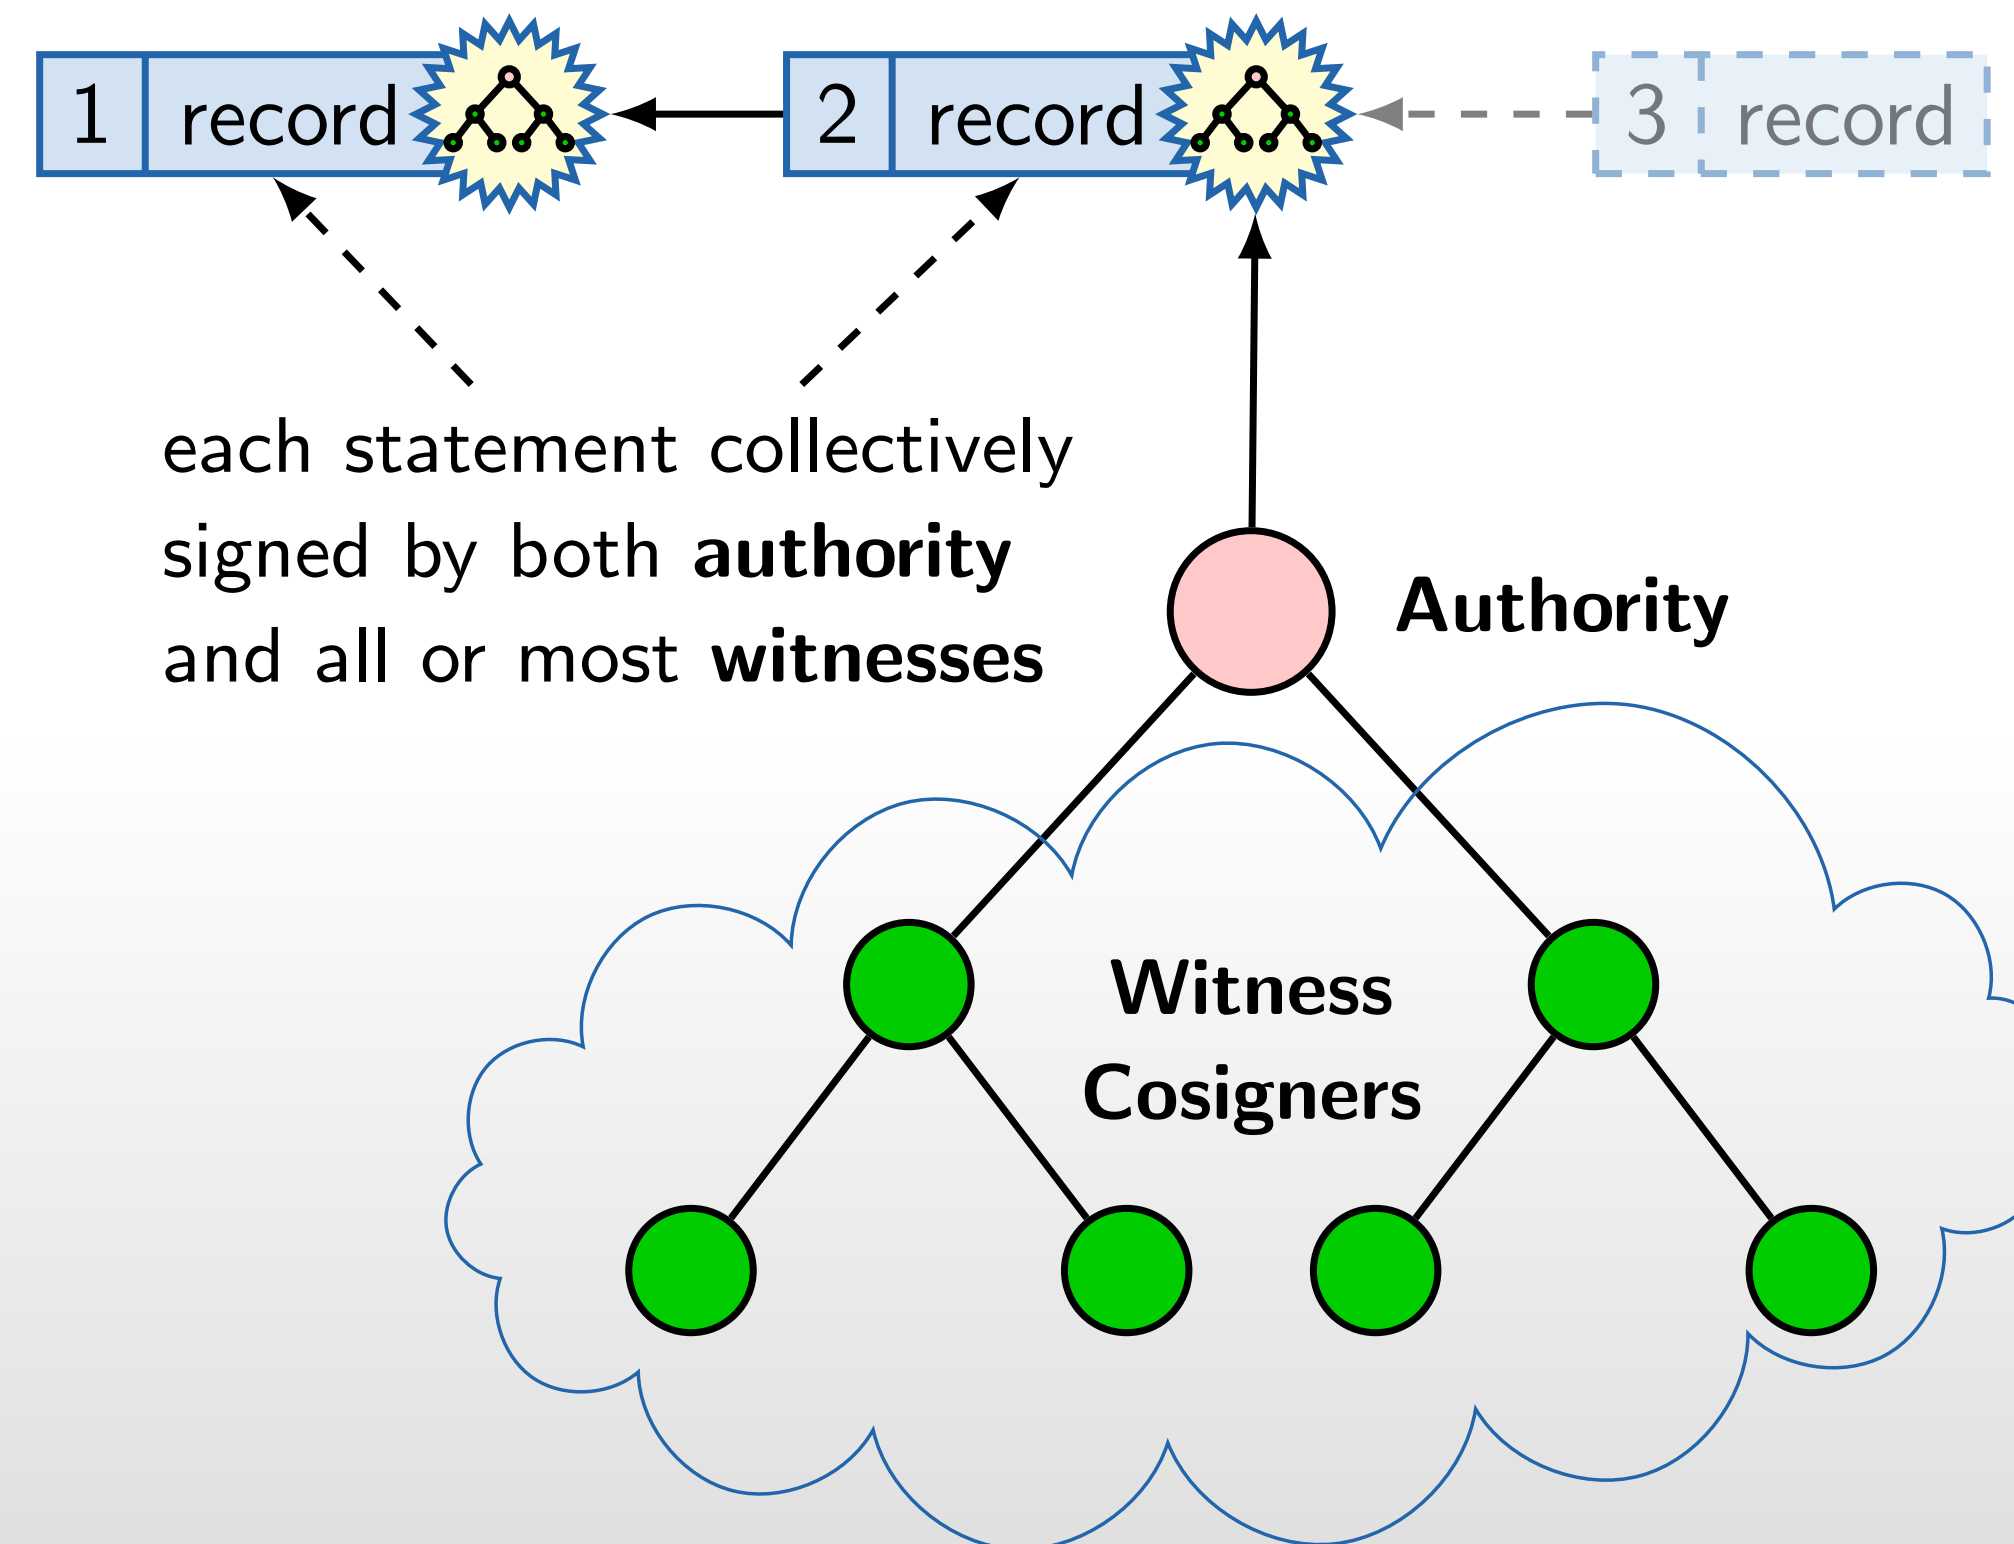 1 record
2 record
3 record
each statement collectively
signed by both authority
and all or most witnesses
Authority
Witness
Cosigners